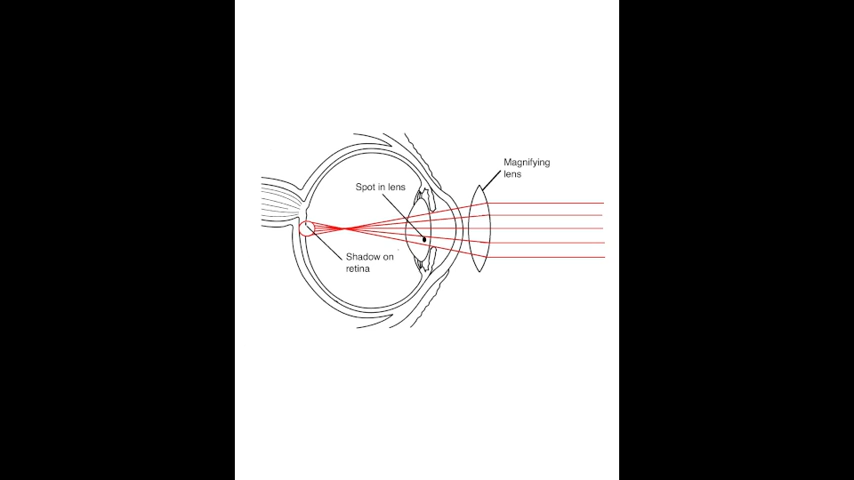 Magnifying
lens
Spot in lens
Shadow on
retina